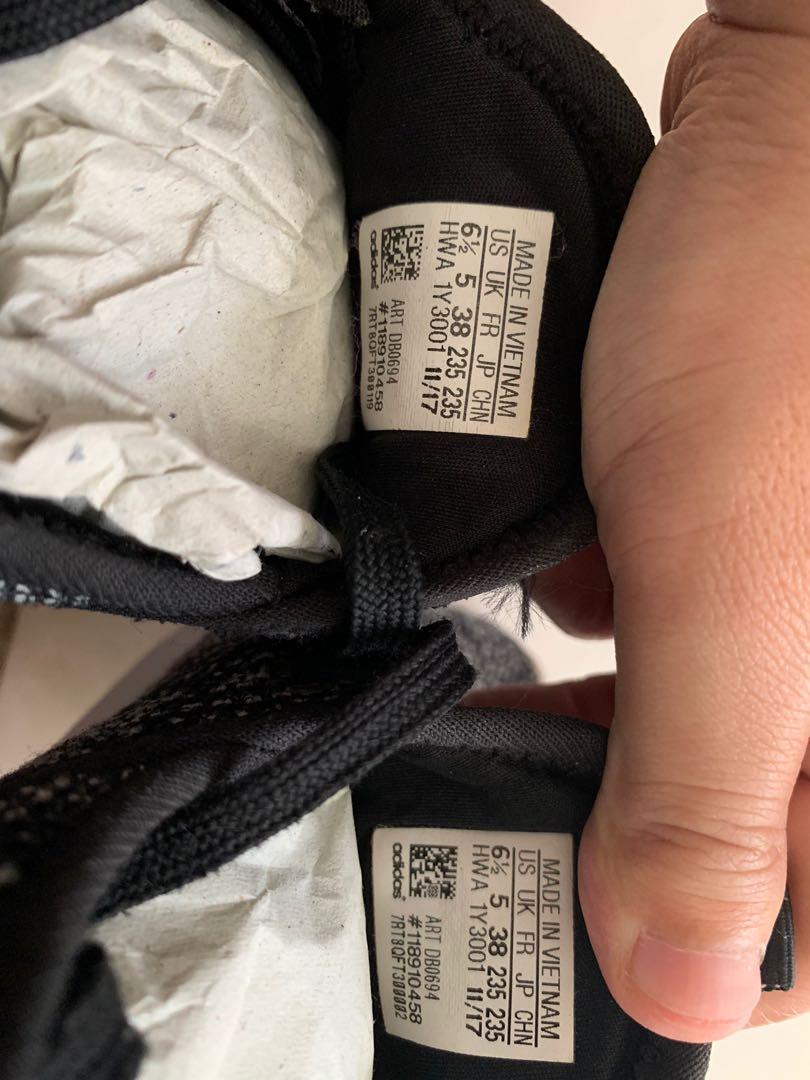 MADE IN VIETNAM
US UK FR JP CHN
6½ 5 38 235 235
HWA 1Y3001 11/17
ART DB0694
#118910458
7RT8QFT300119
adidas
MADE IN VIETNAM
US UK FR JP CHN
6½ 5 38 235 235
HWA 1Y3001 11/17
ART DB0694
#118910458
7RT8QFT300002
adidas